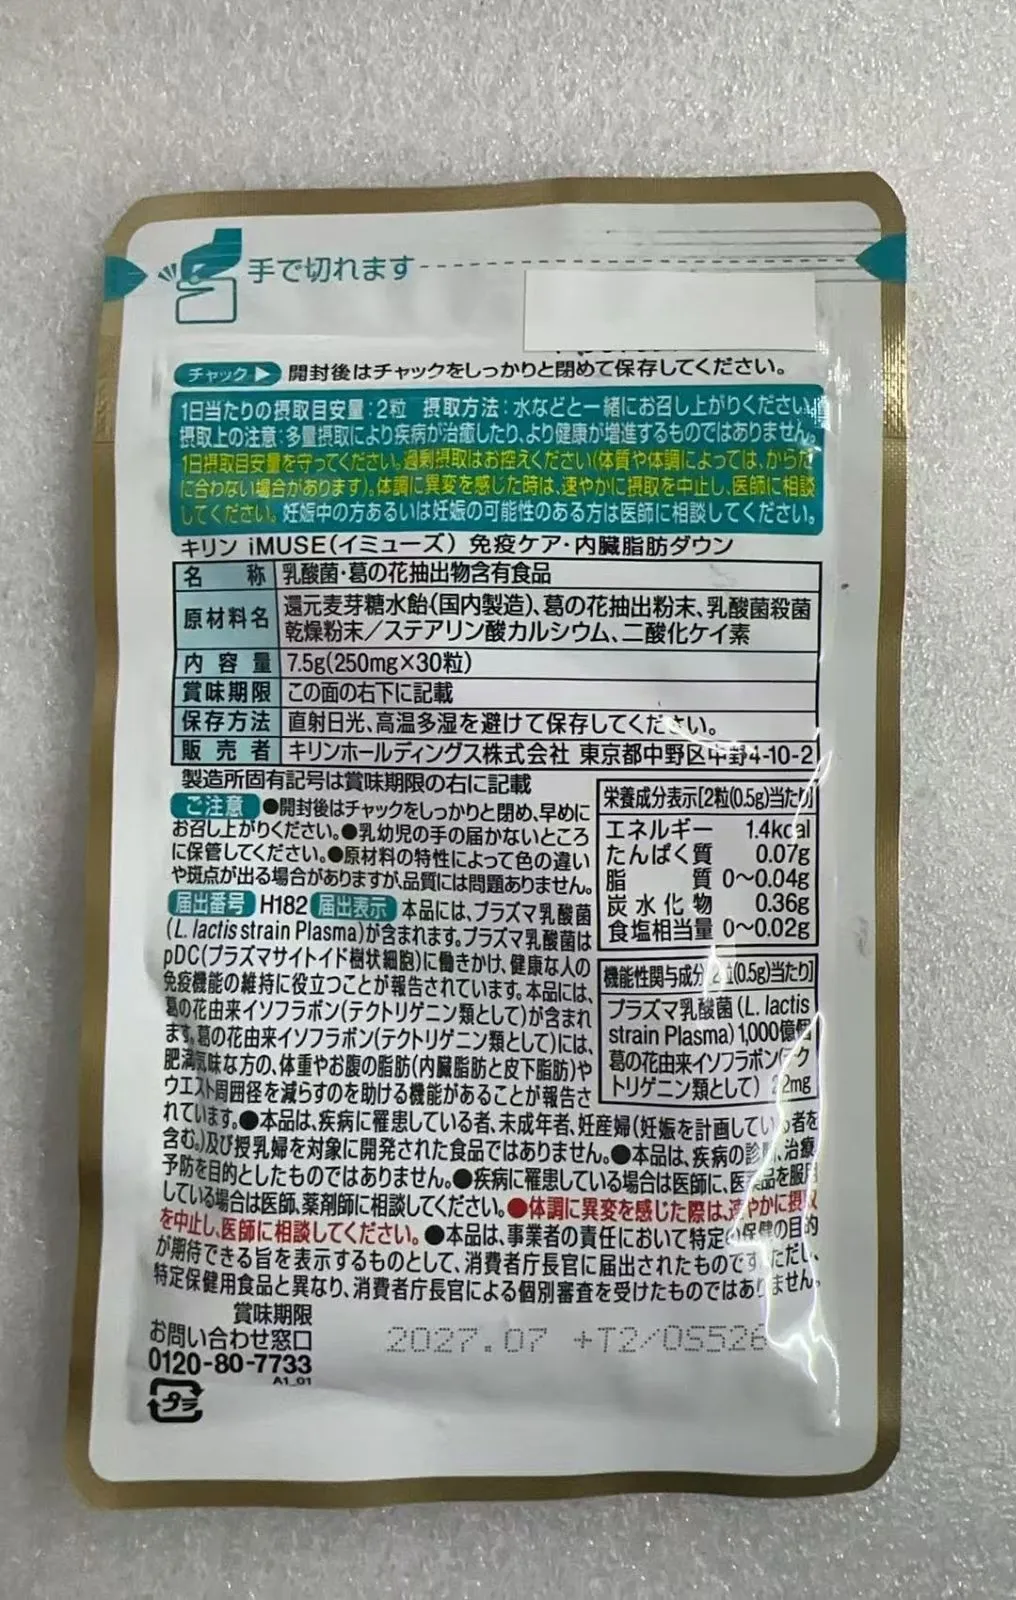 手で切れます
チャック▶ 開封後はチャックをしっかりと閉めて保存してください。
1日当たりの摂取目安量:2粒 摂取方法:水などと一緒にお召し上がりください。
摂取上の注意:多量摂取により疾病が治癒したり、より健康が増進するものではありません。
1日摂取目安量を守ってください。過剰摂取はお控えください(体質や体調によっては、からだ
に合わない場合があります)。体調に異変を感じた時は、速やかに摂取を中止し、医師に相談
してください。妊娠中の方あるいは妊娠の可能性のある方は医師に相談してください。
キリン iMUSE(イミューズ) 免疫ケア・内臓脂肪ダウン
名称 乳酸菌・葛の花抽出物含有食品
原材料名 還元麦芽糖水飴(国内製造)、葛の花抽出粉末、乳酸菌殺菌
乾燥粉末/ステアリン酸カルシウム、二酸化ケイ素
内容量 7.5g(250mg×30粒)
賞味期限 この面の右下に記載
保存方法 直射日光、高温多湿を避けて保存してください。
販売者 キリンホールディングス株式会社 東京都中野区中野4-10-2
製造所固有記号は賞味期限の右に記載
ご注意 ●開封後はチャックをしっかりと閉め、早めに
お召し上がりください。●乳幼児の手の届かないところ
に保管してください。●原材料の特性によって色の違い
や斑点が出る場合がありますが、品質には問題ありません。
栄養成分表示[2粒(0.5g)当たり]
エネルギー 1.4kcal
たんぱく質 0.07g
脂質 0〜0.04g
炭水化物 0.36g
食塩相当量 0〜0.02g
届出番号 H182 届出表示 本品には、プラズマ乳酸菌
(L. lactis strain Plasma)が含まれます。プラズマ乳酸菌は
pDC(プラズマサイトイド樹状細胞)に働きかけ、健康な人の
免疫機能の維持に役立つことが報告されています。本品には、
葛の花由来イソフラボン(テクトリゲニン類として)が含まれ
ます。葛の花由来イソフラボン(テクトリゲニン類として)には、
肥満気味な方の、体重やお腹の脂肪(内臓脂肪と皮下脂肪)や
ウエスト周囲径を減らすのを助ける機能があることが報告さ
機能性関与成分[2粒(0.5g)当たり]
プラズマ乳酸菌(L. lactis
strain Plasma) 1,000億個
葛の花由来イソフラボン(テク
トリゲニン類として) 22mg
れています。●本品は、疾病に罹患している者、未成年者、妊産婦(妊娠を計画している者を
含む。)及び授乳婦を対象に開発された食品ではありません。●本品は、疾病の診断、治療、
予防を目的としたものではありません。●疾病に罹患している場合は医師に、医薬品を服用
している場合は医師、薬剤師に相談してください。●体調に異変を感じた際は、速やかに摂取
を中止し、医師に相談してください。●本品は、事業者の責任において特定の保健の目的
が期待できる旨を表示するものとして、消費者庁長官に届出されたものです。ただし、
特定保健用食品と異なり、消費者庁長官による個別審査を受けたものではありません。
賞味期限
2027.07 +T2/OS526
お問い合わせ窓口
0120-80-7733
A1_01
プラ